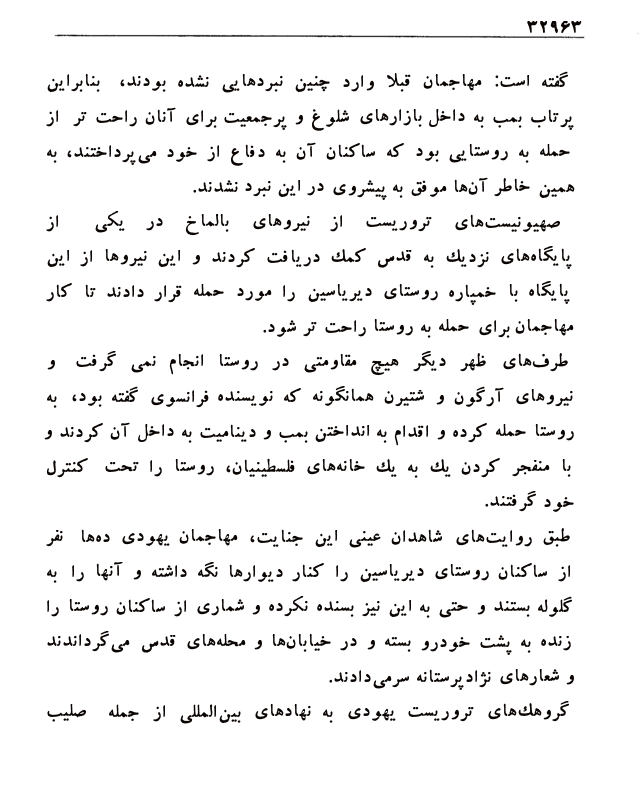 ۳۲۹۶۳
گفته است: مهاجمان قبلا وارد چنین نبردهایی نشده بودند، بنابراین
پرتاب بمب به داخل بازارهای شلوغ و پرجمعیت برای آنان راحت تر از
حمله به روستایی بود که ساکنان آن به دفاع از خود می‌پرداختند، به
همین خاطر آن‌ها موفق به پیشروی در این نبرد نشدند.
صهیونیست‌های تروریست از نیروهای بالماخ در یکی از
پایگاه‌های نزدیك به قدس کمك دریافت کردند و این نیروها از این
پایگاه با خمپاره روستای دیریاسین را مورد حمله قرار دادند تا کار
مهاجمان برای حمله به روستا راحت تر شود.
طرف‌های ظهر دیگر هیچ مقاومتی در روستا انجام نمی گرفت و
نیروهای آرگون و شتیرن همانگونه که نویسنده فرانسوی گفته بود، به
روستا حمله کرده و اقدام به انداختن بمب و دینامیت به داخل آن کردند و
با منفجر کردن یك به یك خانه‌های فلسطینیان، روستا را تحت کنترل
خود گرفتند.
طبق روایت‌های شاهدان عینی این جنایت، مهاجمان یهودی ده‌ها نفر
از ساکنان روستای دیریاسین را کنار دیوارها نگه داشته و آنها را به
گلوله بستند و حتی به این نیز بسنده نکرده و شماری از ساکنان روستا را
زنده به پشت خودرو بسته و در خیابان‌ها و محله‌های قدس می‌گرداندند
و شعارهای نژادپرستانه سرمی‌دادند.
گروهك‌های تروریست یهودی به نهادهای بین‌المللی از جمله صلیب